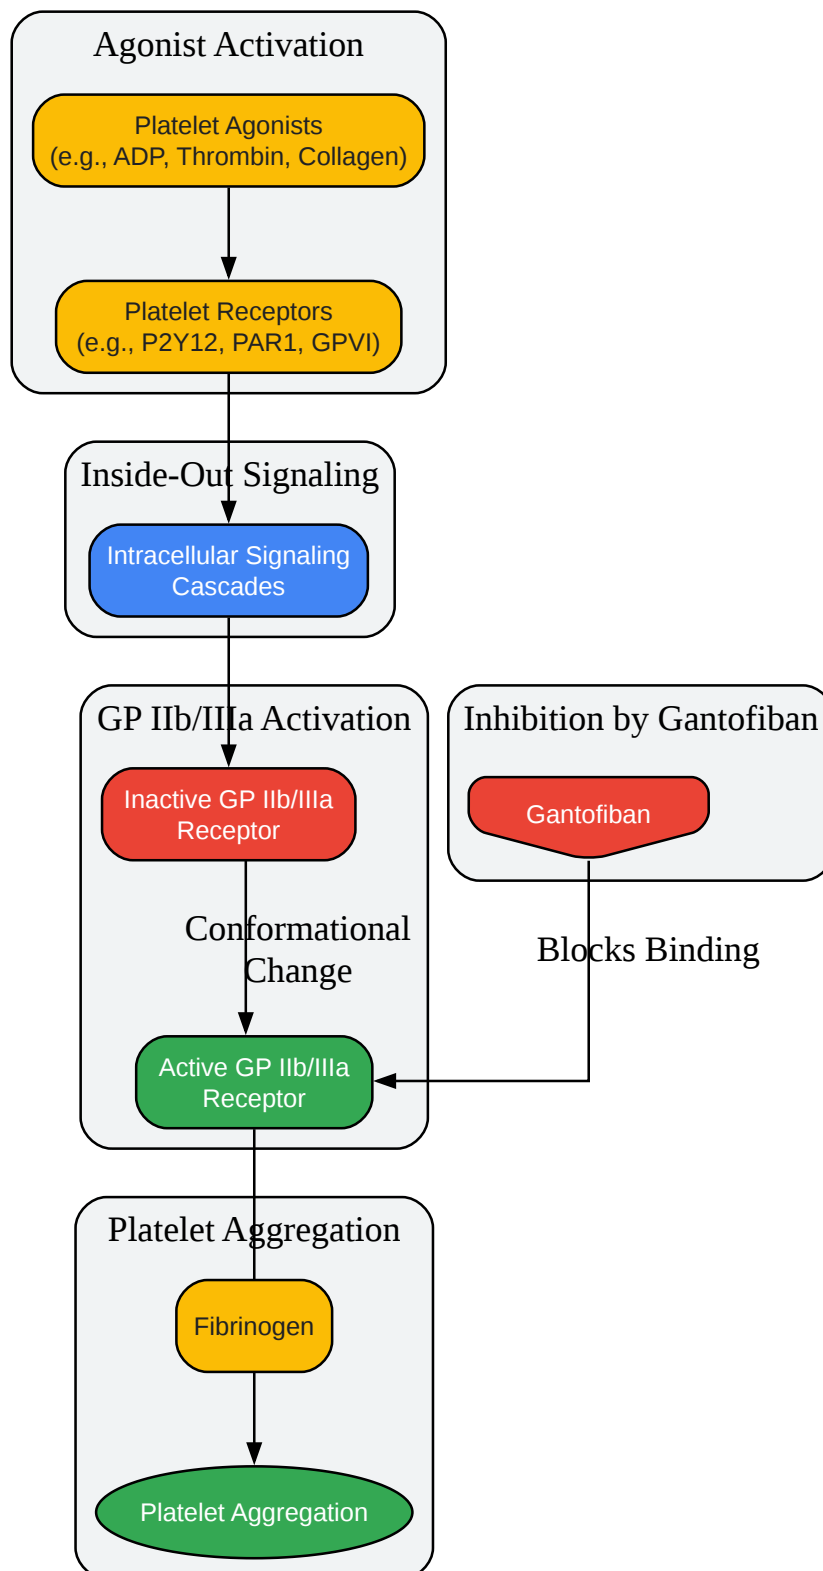 Agonist Activation
Platelet Agonists
(e.g., ADP, Thrombin, Collagen)
Platelet Receptors
(e.g., P2Y12, PAR1, GPVI)
Inside-Out Signaling
Intracellular Signaling
Cascades
GP IIb/IIIa Activation
Inhibition by Gantofiban
Inactive GP IIb/IIIa
Receptor
Gantofiban
Conformational
Change
Blocks Binding
Active GP IIb/IIIa
Receptor
Platelet Aggregation
Fibrinogen
Platelet Aggregation